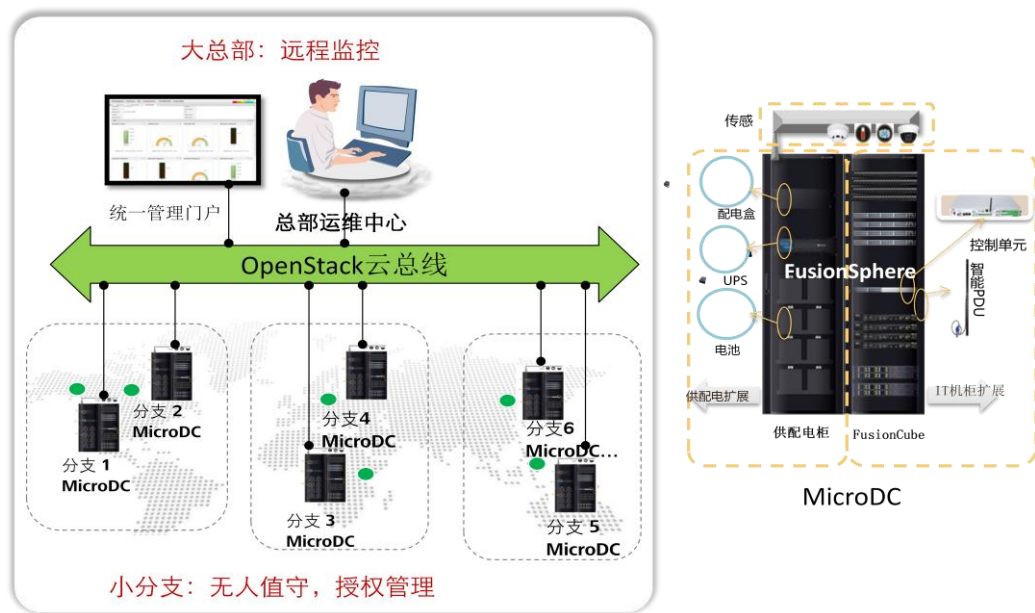 大总部：远程监控
统一管理门户
总部运维中心
OpenStack云总线
分支 1
MicroDC
分支 2
MicroDC
分支 3
MicroDC
分支4
MicroDC
分支6
MicroDC...
分支 5
MicroDC
小分支：无人值守，授权管理
传感
配电盒
UPS
电池
FusionSphere
控制单元
智能PDU
供配电扩展
IT机柜扩展
供配电柜
FusionCube
MicroDC